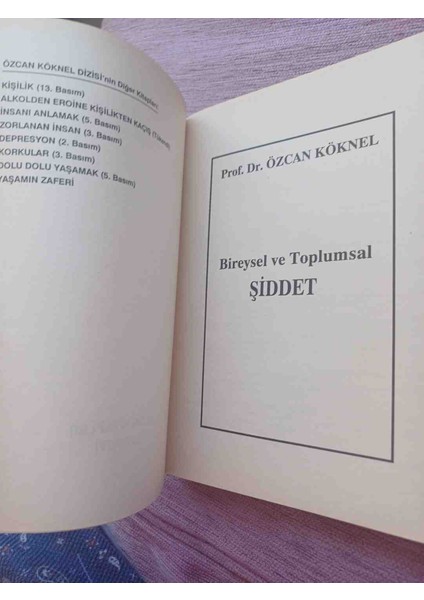 ÖZCAN KÖKNEL DİZİSİ'nin Diğer Kitapları
KİŞİLİK (13. Basım)
ALKOLDEN EROİNE KİŞİLİKTEN KAÇIŞ (Tükendi)
İNSANI ANLAMAK (5. Basım)
ZORLANAN İNSAN (3. Basım)
DEPRESYON (2. Basım)
KORKULAR (3. Basım)
DOLU DOLU YAŞAMAK (5. Basım)
YAŞAMIN ZAFERİ
Prof. Dr. ÖZCAN KÖKNEL
Bireysel ve Toplumsal
ŞİDDET